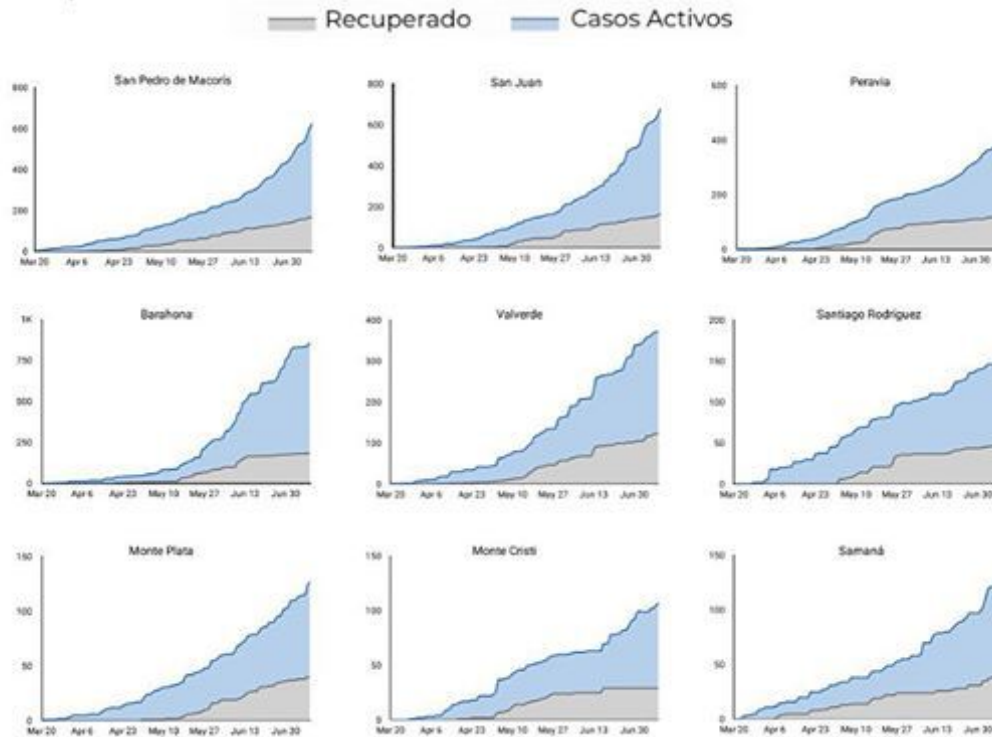 Recuperado Casos Activos
San Pedro de Macorís San Juan Peravia
800 800 600
600 600
400
400 400
200
200 200
0 0 0
Mar 20 Apr 6 Apr 23 May 10 May 27 Jun 13 Jun 30 Mar 20 Apr 6 Apr 23 May 10 May 27 Jun 13 Jun 30 Mar 20 Apr 6 Apr 23 May 10 May 27 Jun 13 Jun 30
Barahona Valverde Santiago Rodríguez
1K 400 200
750 300 150
500 200 100
250 100 50
0 0 0
Mar 20 Apr 6 Apr 23 May 10 May 27 Jun 13 Jun 30 Mar 20 Apr 6 Apr 23 May 10 May 27 Jun 13 Jun 30 Mar 20 Apr 6 Apr 23 May 10 May 27 Jun 13 Jun 30
Monte Plata Monte Cristi Samaná
150 150 150
100 100 100
50 50 50
0 0 0
Mar 20 Apr 6 Apr 23 May 10 May 27 Jun 13 Jun 30 Mar 20 Apr 6 Apr 23 May 10 May 27 Jun 13 Jun 30 Mar 20 Apr 6 Apr 23 May 10 May 27 Jun 13 Jun 30